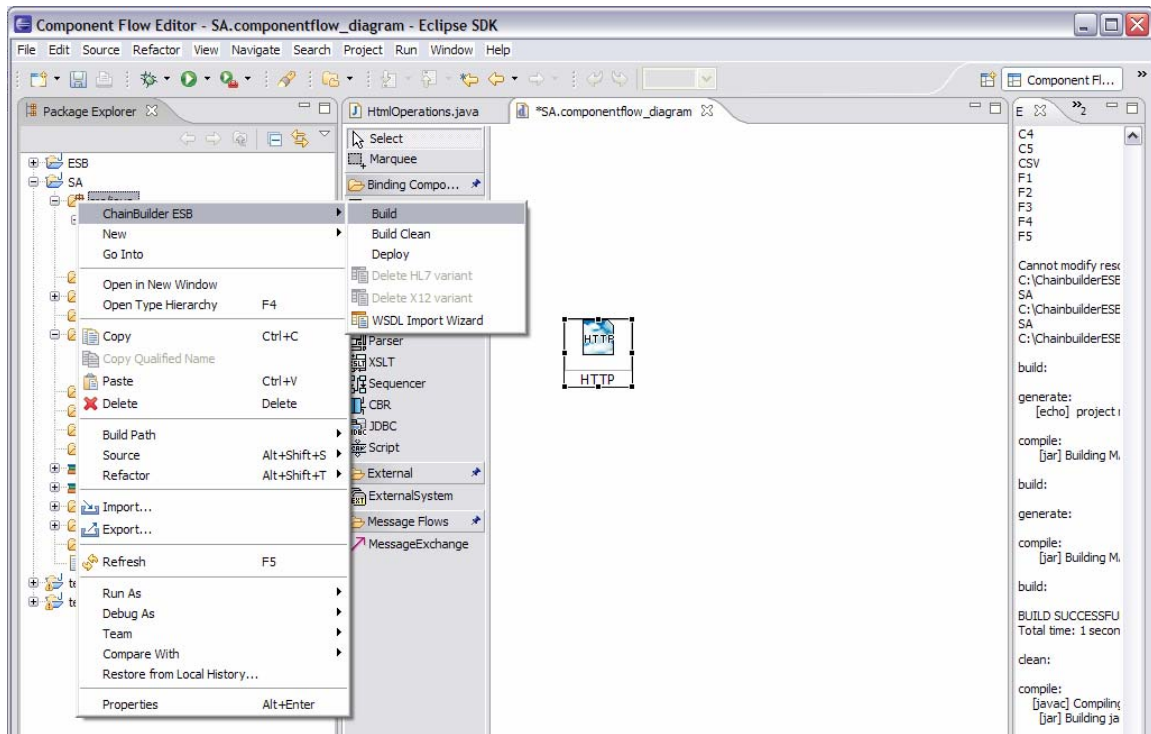 Component Flow Editor - SA.componentflow_diagram - Eclipse SDK
File Edit Source Refactor View Navigate Search Project Run Window Help
Component Fl... »
Package Explorer
ESB
SA
ChainBuilder ESB
New
Go Into
Open in New Window
Open Type Hierarchy F4
Copy Ctrl+C
Copy Qualified Name
Paste Ctrl+V
Delete Delete
Build Path
Source Alt+Shift+S
Refactor Alt+Shift+T
Import...
Export...
Refresh F5
Run As
Debug As
Team
Compare With
Restore from Local History...
Properties Alt+Enter
te
te
Build
Build Clean
Deploy
Delete HL7 variant
Delete X12 variant
WSDL Import Wizard
HtmlOperations.java
*SA.componentflow_diagram
Select
Marquee
Binding Compo...
Parser
XSLT
Sequencer
CBR
JDBC
Script
External
ExternalSystem
Message Flows
MessageExchange
HTTP
HTTP
E »2
C4
C5
CSV
F1
F2
F3
F4
F5
Cannot modify resc
C:\ChainbuilderESE
SA
C:\ChainbuilderESE
SA
C:\ChainbuilderESE
build:
generate:
[echo] project
compile:
[jar] Building M
build:
generate:
compile:
[jar] Building M
build:
BUILD SUCCESSFU
Total time: 1 secon
clean:
compile:
[javac] Compiling
[jar] Building ja